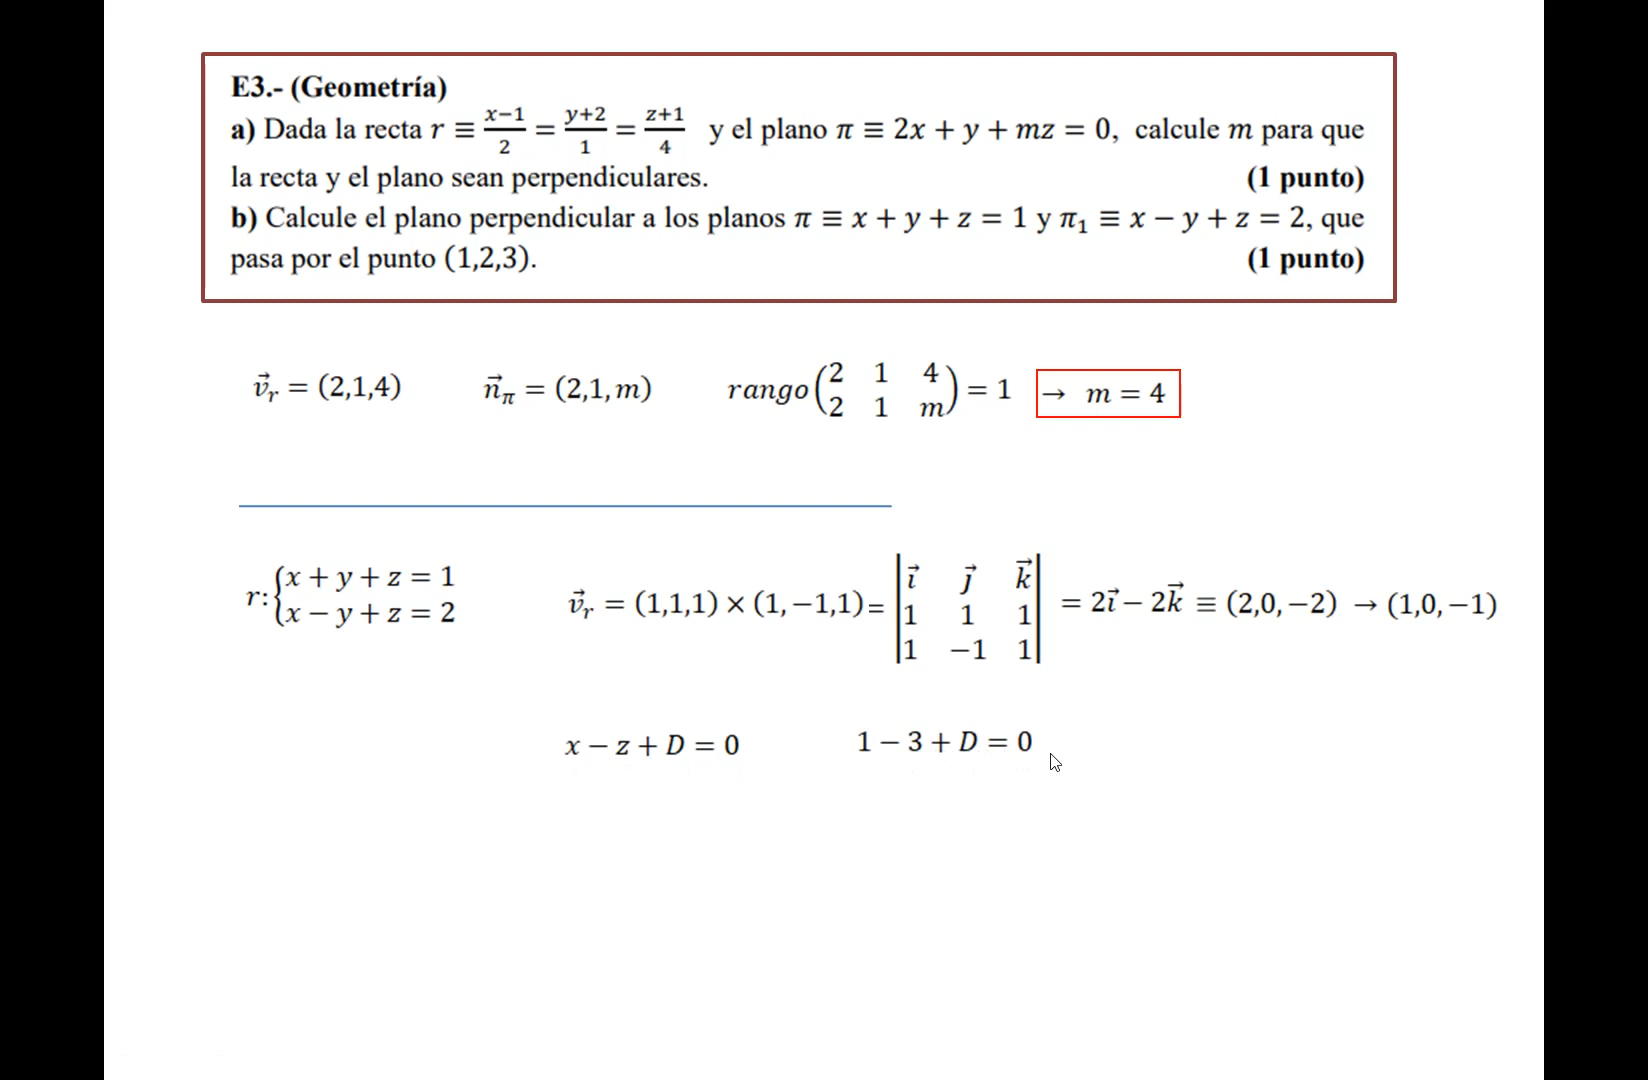 E3.- (Geometría)
a) Dada la recta r ≡ x−1/2 = y+2/1 = z+1/4 y el plano π ≡ 2x + y + mz = 0, calcule m para que
la recta y el plano sean perpendiculares. (1 punto)
b) Calcule el plano perpendicular a los planos π ≡ x + y + z = 1 y π₁ ≡ x − y + z = 2, que
pasa por el punto (1,2,3). (1 punto)
v⃗ᵣ = (2,1,4) n⃗_π = (2,1,m) rango(2 1 4 / 2 1 m) = 1 → m = 4
r: {x + y + z = 1 / x − y + z = 2 v⃗ᵣ = (1,1,1) × (1,−1,1) = |i⃗ j⃗ k⃗ / 1 1 1 / 1 −1 1| = 2i⃗ − 2k⃗ ≡ (2,0,−2) → (1,0,−1)
x − z + D = 0 1 − 3 + D = 0